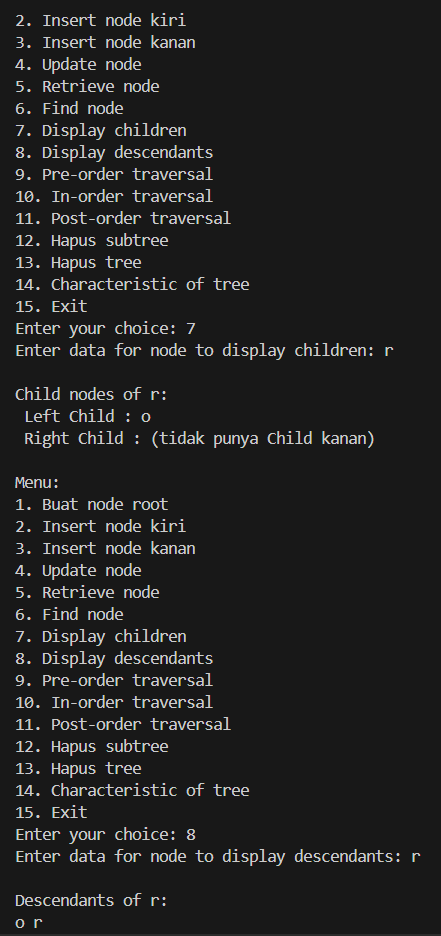 2. Insert node kiri
3. Insert node kanan
4. Update node
5. Retrieve node
6. Find node
7. Display children
8. Display descendants
9. Pre-order traversal
10. In-order traversal
11. Post-order traversal
12. Hapus subtree
13. Hapus tree
14. Characteristic of tree
15. Exit
Enter your choice: 7
Enter data for node to display children: r

Child nodes of r:
 Left Child : o
 Right Child : (tidak punya Child kanan)

Menu:
1. Buat node root
2. Insert node kiri
3. Insert node kanan
4. Update node
5. Retrieve node
6. Find node
7. Display children
8. Display descendants
9. Pre-order traversal
10. In-order traversal
11. Post-order traversal
12. Hapus subtree
13. Hapus tree
14. Characteristic of tree
15. Exit
Enter your choice: 8
Enter data for node to display descendants: r

Descendants of r:
o r